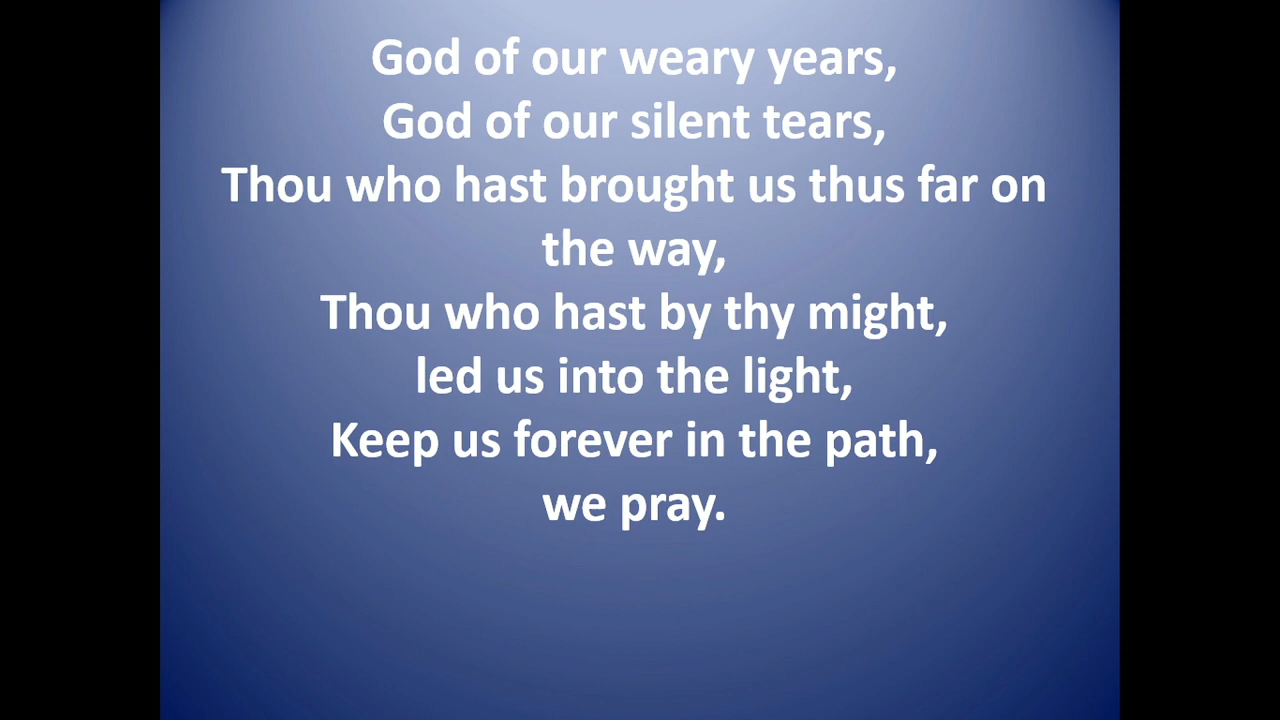 God of our weary years,
God of our silent tears,
Thou who hast brought us thus far on
the way,
Thou who hast by thy might,
led us into the light,
Keep us forever in the path,
we pray.